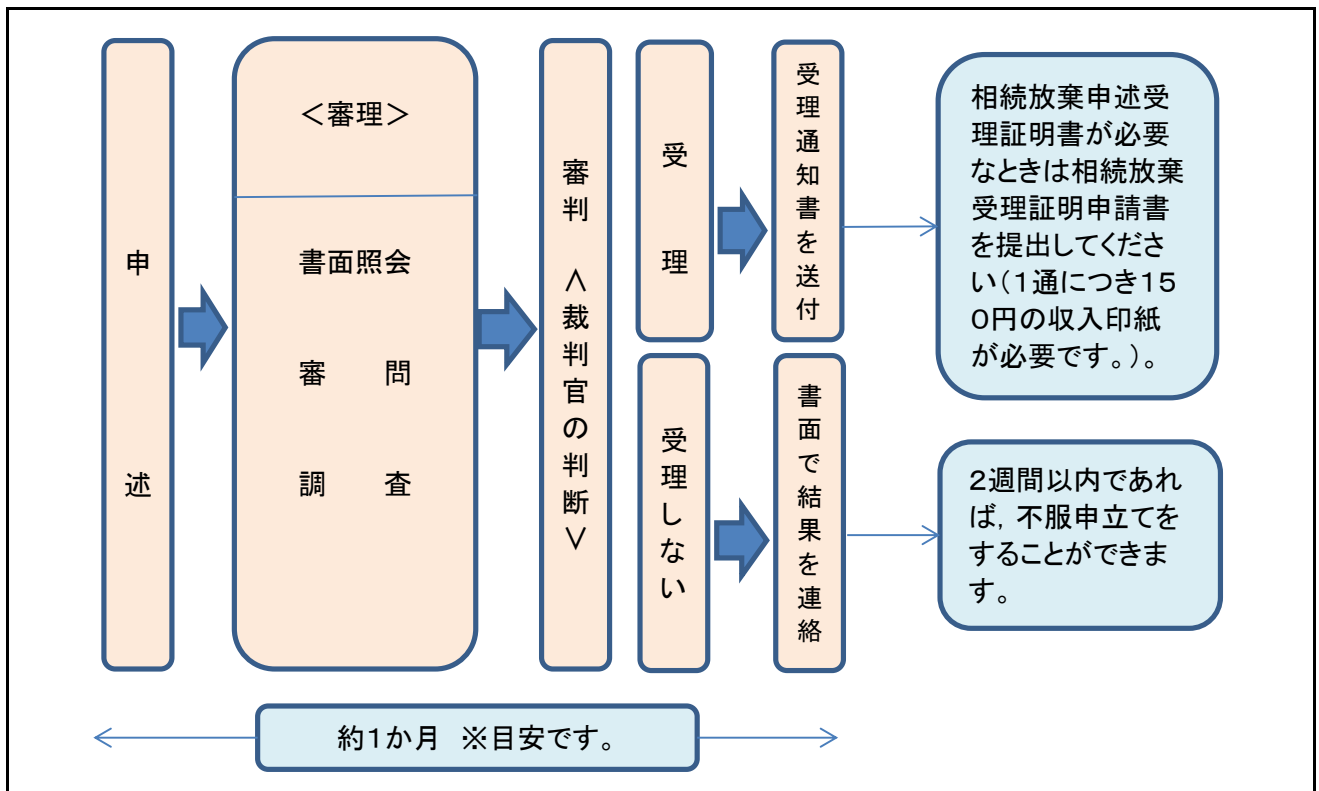 申述
＜審理＞
書面照会
審　　問
調　　査
審判　＜裁判官の判断＞
受理
受理通知書を送付
相続放棄申述受
理証明書が必要
なときは相続放棄
受理証明申請書
を提出してくださ
い（１通につき１５
０円の収入印紙
が必要です。）。
受理しない
書面で結果を連絡
２週間以内であれ
ば，不服申立てを
することができま
す。
約１か月　※目安です。